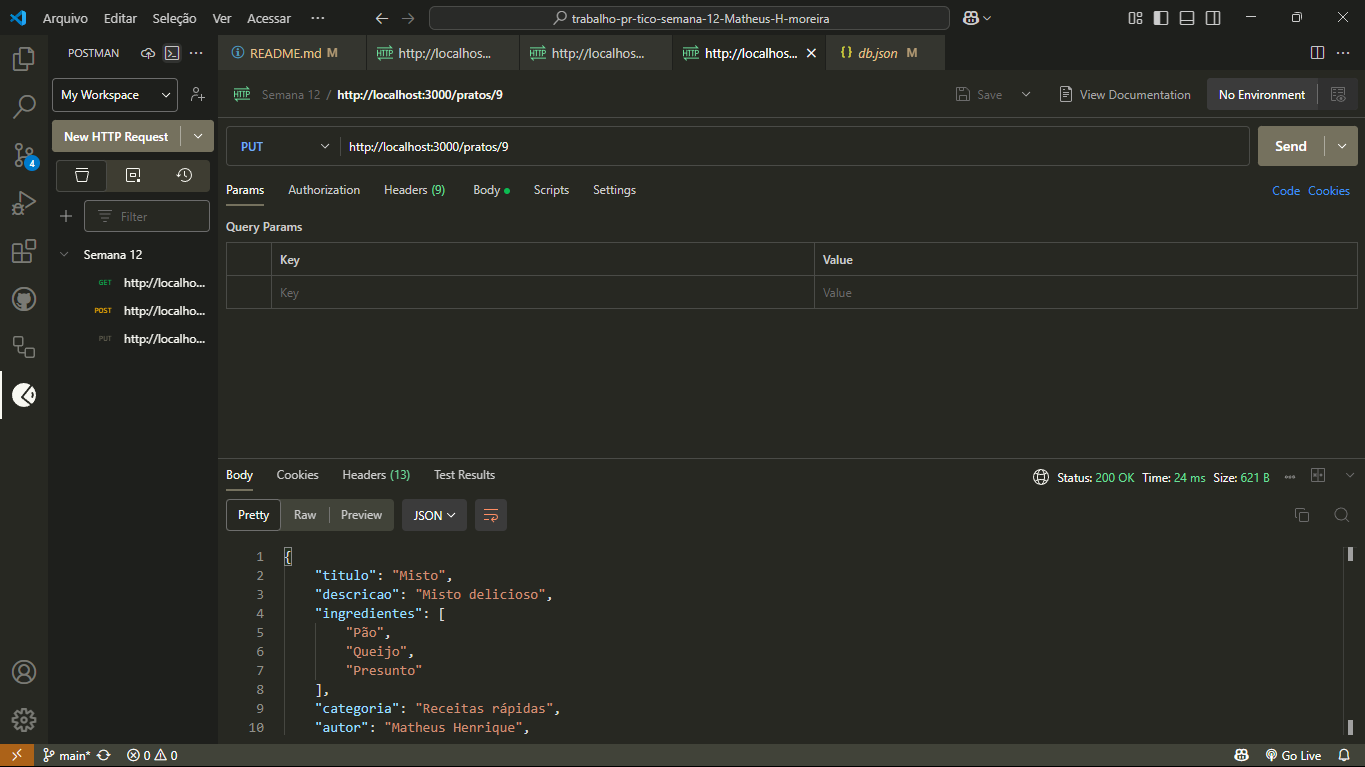 Arquivo Editar Seleção Ver Acessar ··· trabalho-pr-tico-semana-12-Matheus-H-moreira
POSTMAN ··· README.md M http://localhos... http://localhos... http://localhos... {} db.json M ···
My Workspace HTTP Semana 12 / http://localhost:3000/pratos/9 Save View Documentation No Environment
New HTTP Request PUT http://localhost:3000/pratos/9 Send
4
Params Authorization Headers (9) Body Scripts Settings Code Cookies
Filter
Query Params
Semana 12
Key Value
GET http://localho...
Key Value
POST http://localho...
PUT http://localho...
Body Cookies Headers (13) Test Results Status: 200 OK Time: 24 ms Size: 621 B ···
Pretty Raw Preview JSON
1 {
2 "titulo": "Misto",
3 "descricao": "Misto delicioso",
4 "ingredientes": [
5 "Pão",
6 "Queijo",
7 "Presunto"
8 ],
9 "categoria": "Receitas rápidas",
10 "autor": "Matheus Henrique",
main* 0 0 Go Live